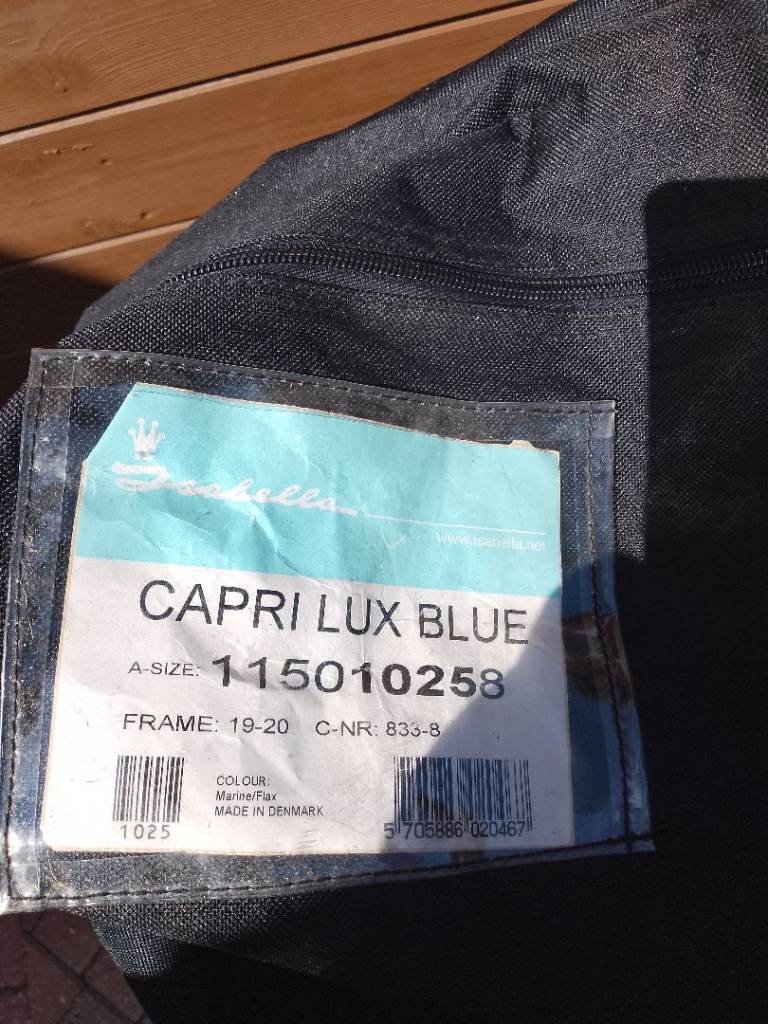 Isabella
www.isabella.net
CAPRI LUX BLUE
A-SIZE: 115010258
FRAME: 19-20 C-NR: 833-8
COLOUR:
Marine/Flax
MADE IN DENMARK
1025
5 705886 020467